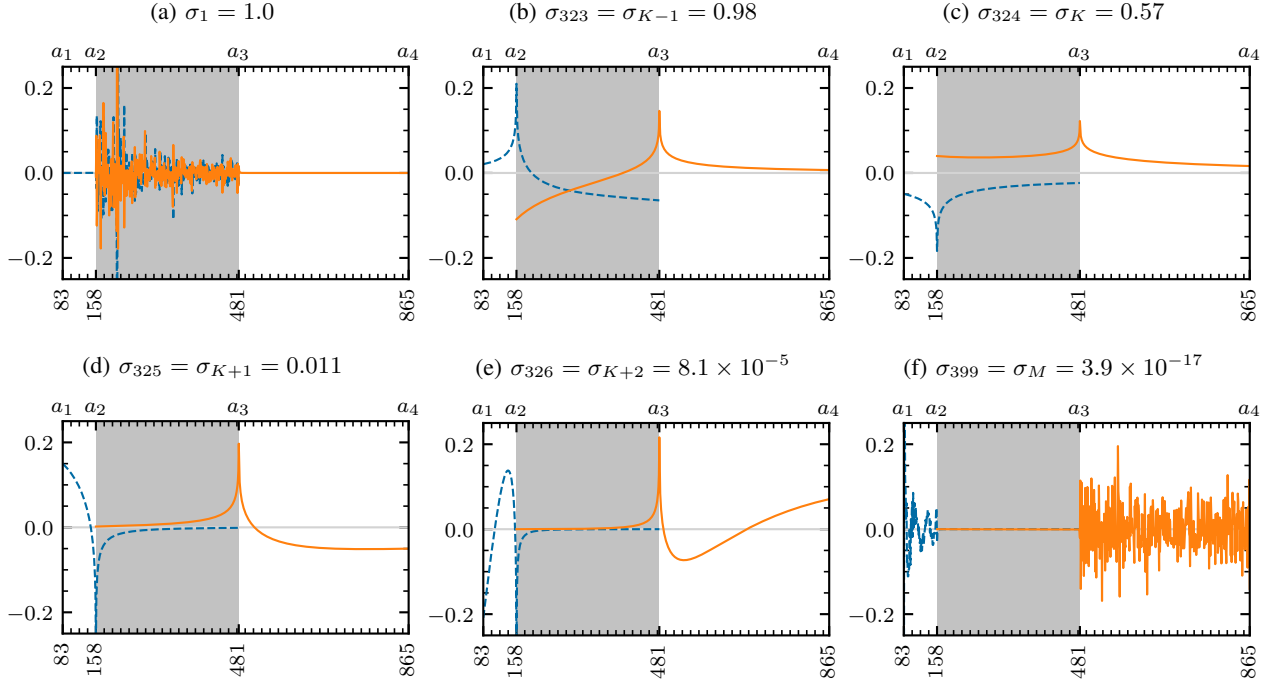 (a) σ₁ = 1.0
(b) σ₃₂₃ = σ_{K−1} = 0.98
(c) σ₃₂₄ = σ_K = 0.57
a₁ a₂ a₃ a₄
a₁ a₂ a₃ a₄
a₁ a₂ a₃ a₄
0.2
0.0
−0.2
0.2
0.0
−0.2
0.2
0.0
−0.2
83 158 481 865
83 158 481 865
83 158 481 865
(d) σ₃₂₅ = σ_{K+1} = 0.011
(e) σ₃₂₆ = σ_{K+2} = 8.1 × 10⁻⁵
(f) σ₃₉₉ = σ_M = 3.9 × 10⁻¹⁷
a₁ a₂ a₃ a₄
a₁ a₂ a₃ a₄
a₁ a₂ a₃ a₄
0.2
0.0
−0.2
0.2
0.0
−0.2
0.2
0.0
−0.2
83 158 481 865
83 158 481 865
83 158 481 865